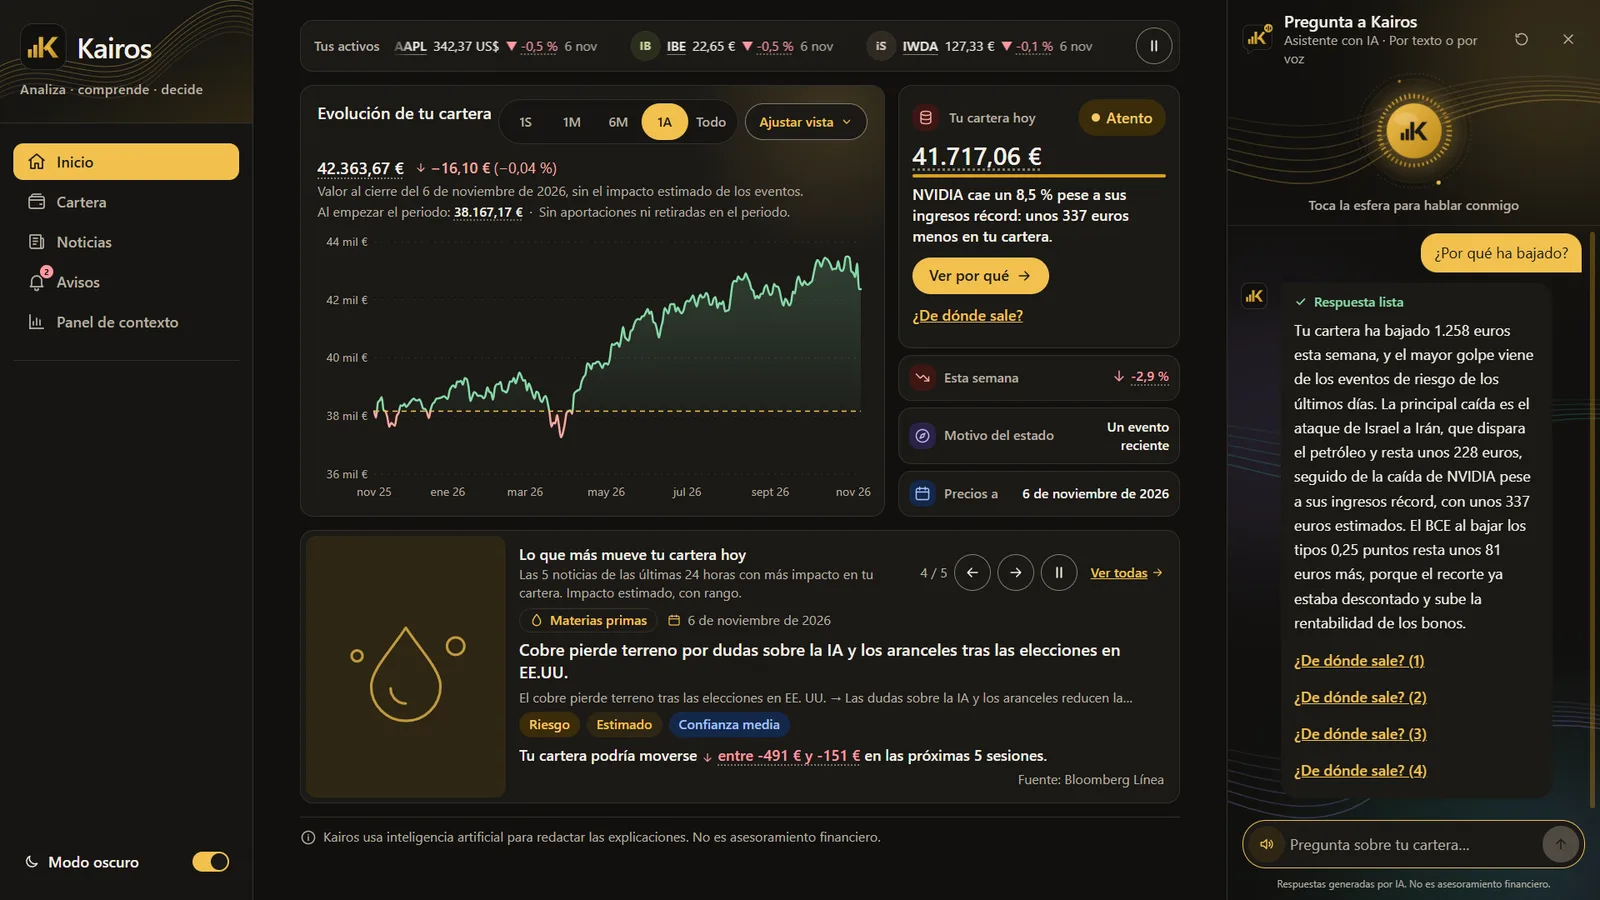 Kairos
Analiza · comprende · decide
Inicio
Cartera
Noticias
2
Avisos
Panel de contexto
Modo oscuro
Tus activos
AAPL 342,37 US$ ▼ -0,5 % 6 nov
IB IBE 22,65 € ▼ -0,5 % 6 nov
iS IWDA 127,33 € ▼ -0,1 % 6 nov
Evolución de tu cartera
1S 1M 6M 1A Todo
Ajustar vista
42.363,67 € ↓ −16,10 € (−0,04 %)
Valor al cierre del 6 de noviembre de 2026, sin el impacto estimado de los eventos.
Al empezar el periodo: 38.167,17 € · Sin aportaciones ni retiradas en el periodo.
44 mil €
42 mil €
40 mil €
38 mil €
36 mil €
nov 25 ene 26 mar 26 may 26 jul 26 sept 26 nov 26
Tu cartera hoy
Atento
41.717,06 €
NVIDIA cae un 8,5 % pese a sus
ingresos récord: unos 337 euros
menos en tu cartera.
Ver por qué →
¿De dónde sale?
Esta semana ↓ -2,9 %
Motivo del estado
Un evento
reciente
Precios a 6 de noviembre de 2026
Lo que más mueve tu cartera hoy
Las 5 noticias de las últimas 24 horas con más impacto en tu
cartera. Impacto estimado, con rango.
4 / 5
Ver todas →
Materias primas
6 de noviembre de 2026
Cobre pierde terreno por dudas sobre la IA y los aranceles tras las elecciones en
EE.UU.
El cobre pierde terreno tras las elecciones en EE. UU. → Las dudas sobre la IA y los aranceles reducen la...
Riesgo
Estimado
Confianza media
Tu cartera podría moverse ↓ entre -491 € y -151 € en las próximas 5 sesiones.
Fuente: Bloomberg Línea
Kairos usa inteligencia artificial para redactar las explicaciones. No es asesoramiento financiero.
Pregunta a Kairos
Asistente con IA · Por texto o por
voz
Toca la esfera para hablar conmigo
¿Por qué ha bajado?
Respuesta lista
Tu cartera ha bajado 1.258 euros
esta semana, y el mayor golpe viene
de los eventos de riesgo de los
últimos días. La principal caída es el
ataque de Israel a Irán, que dispara
el petróleo y resta unos 228 euros,
seguido de la caída de NVIDIA pese
a sus ingresos récord, con unos 337
euros estimados. El BCE al bajar los
tipos 0,25 puntos resta unos 81
euros más, porque el recorte ya
estaba descontado y sube la
rentabilidad de los bonos.
¿De dónde sale? (1)
¿De dónde sale? (2)
¿De dónde sale? (3)
¿De dónde sale? (4)
Pregunta sobre tu cartera...
Respuestas generadas por IA. No es asesoramiento financiero.